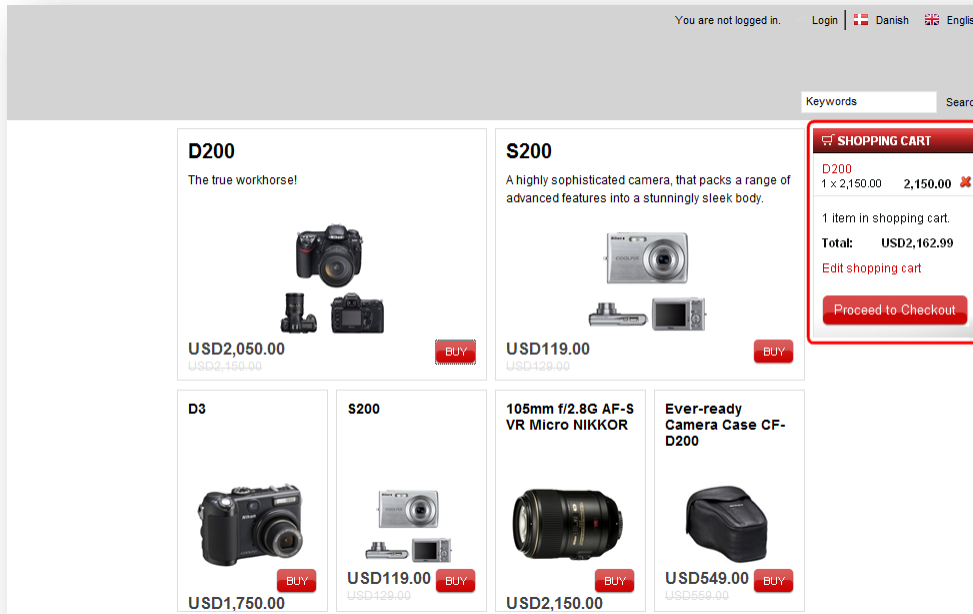 You are not logged in. Login Danish Englis
Keywords Searc
D200
The true workhorse!
USD2,050.00 BUY
USD2,150.00
S200
A highly sophisticated camera, that packs a range of
advanced features into a stunningly sleek body.
USD119.00 BUY
USD129.00
SHOPPING CART
D200
1 x 2,150.00 2,150.00
1 item in shopping cart.
Total: USD2,162.99
Edit shopping cart
Proceed to Checkout
D3
BUY
USD1,750.00
S200
USD119.00 BUY
USD129.00
105mm f/2.8G AF-S
VR Micro NIKKOR
BUY
USD2,150.00
Ever-ready
Camera Case CF-
D200
USD549.00 BUY
USD559.00